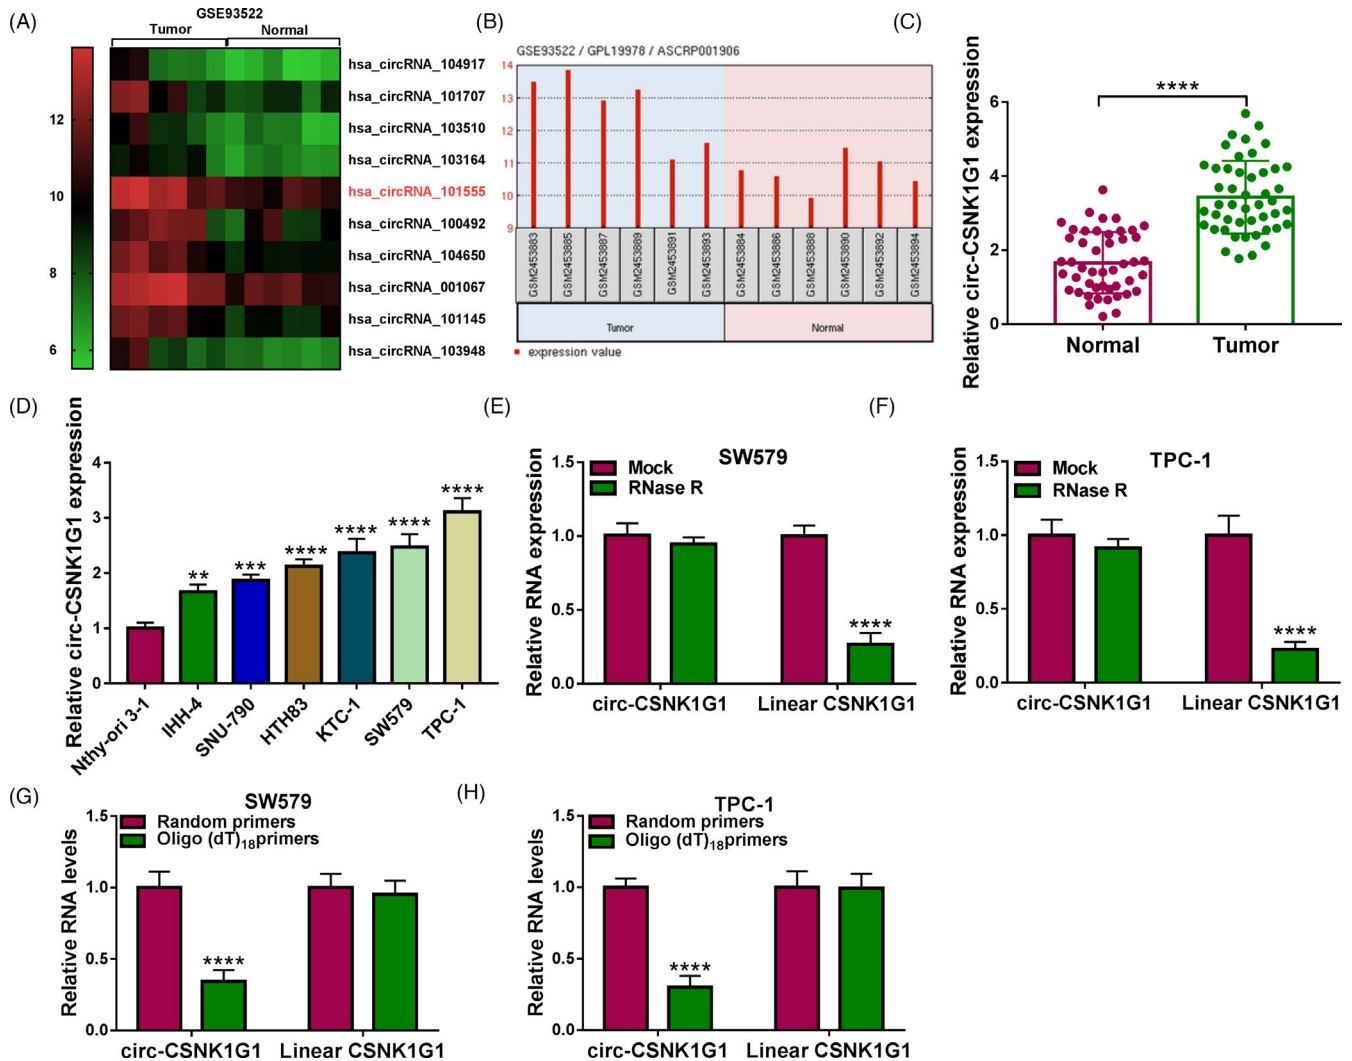 (A)
GSE93522
Tumor Normal
12
10
8
6
hsa_circRNA_104917
hsa_circRNA_101707
hsa_circRNA_103510
hsa_circRNA_103164
hsa_circRNA_101555
hsa_circRNA_100492
hsa_circRNA_104650
hsa_circRNA_001067
hsa_circRNA_101145
hsa_circRNA_103948
(B)
GSE93522 / GPL19978 / ASCRP001906
14
13
12
11
10
9
GSM2453883
GSM2453885
GSM2453887
GSM2453889
GSM2453891
GSM2453893
GSM2453884
GSM2453886
GSM2453888
GSM2453890
GSM2453892
GSM2453894
Tumor Normal
expression value
(C)
Relative circ-CSNK1G1 expression
6
4
2
0
****
Normal Tumor
(D)
Relative circ-CSNK1G1 expression
4
3
2
1
0
** *** **** **** **** ****
Nthy-ori 3-1
IHH-4
SNU-790
HTH83
KTC-1
SW579
TPC-1
(E)
SW579
Relative RNA expression
1.5
1.0
0.5
0.0
Mock
RNase R
****
circ-CSNK1G1 Linear CSNK1G1
(F)
TPC-1
Relative RNA expression
1.5
1.0
0.5
0.0
Mock
RNase R
****
circ-CSNK1G1 Linear CSNK1G1
(G)
SW579
Relative RNA levels
1.5
1.0
0.5
0.0
Random primers
Oligo (dT)18primers
****
circ-CSNK1G1 Linear CSNK1G1
(H)
TPC-1
Relative RNA levels
1.5
1.0
0.5
0.0
Random primers
Oligo (dT)18primers
****
circ-CSNK1G1 Linear CSNK1G1